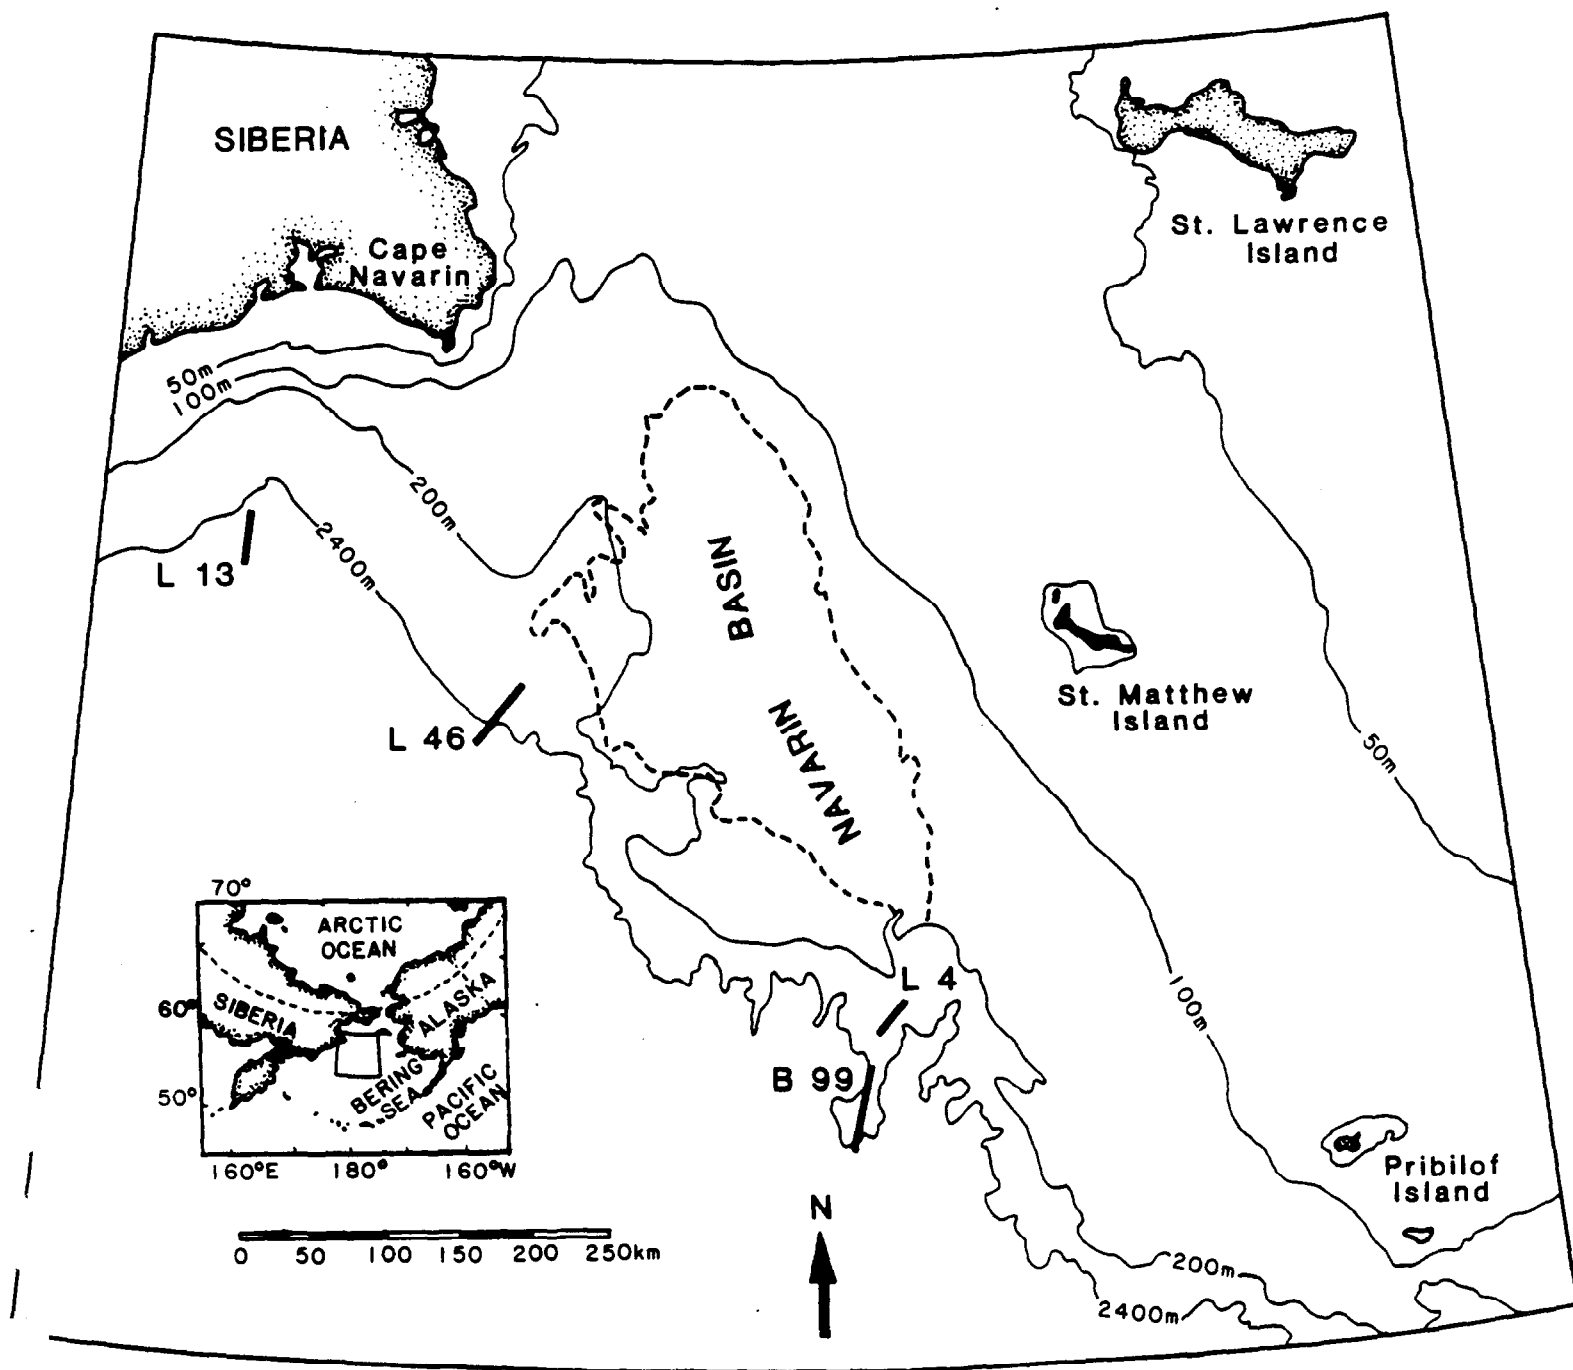 SIBERIA
St. Lawrence
Island
Cape
Navarin
50m
100m
200m
2400m
L 13
BASIN
NAVARIN
St. Matthew
Island
L 46
50m
70°
ARCTIC
OCEAN
60°
SIBERIA
ALASKA
50°
BERING
SEA
PACIFIC
OCEAN
160°E 180° 160°W
L 4
100m
B 99
Pribilof
Island
N
0 50 100 150 200 250km
200m
2400m